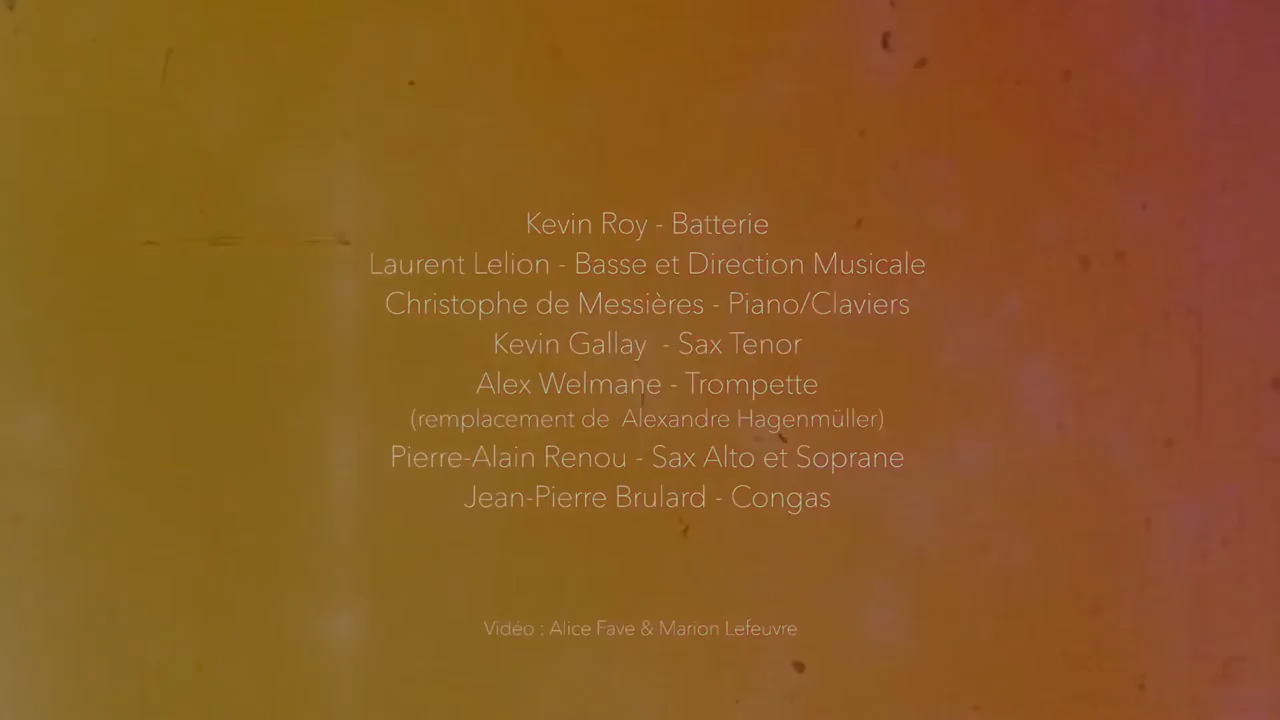 Kevin Roy - Batterie
Laurent Lelion - Basse et Direction Musicale
Christophe de Messières - Piano/Claviers
Kevin Gallay  - Sax Tenor
Alex Welmane - Trompette
(remplacement de  Alexandre Hagenmüller)
Pierre-Alain Renou - Sax Alto et Soprane
Jean-Pierre Brulard - Congas
Vidéo : Alice Fave & Marion Lefeuvre